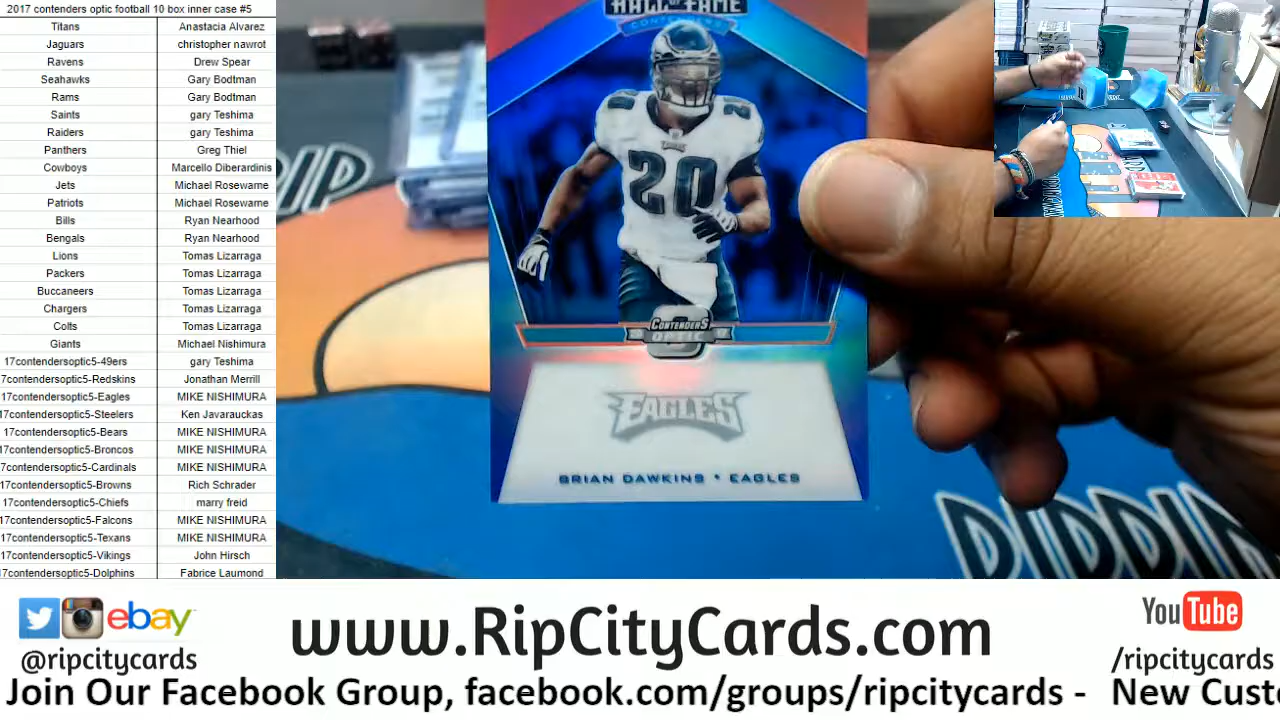 2017 contenders optic football 10 box inner case #5
Titans Anastacia Alvarez
Jaguars christopher nawrot
Ravens Drew Spear
Seahawks Gary Bodtman
Rams Gary Bodtman
Saints gary Teshima
Raiders gary Teshima
Panthers Greg Thiel
Cowboys Marcello Diberardinis
Jets Michael Rosewarne
Patriots Michael Rosewarne
Bills Ryan Nearhood
Bengals Ryan Nearhood
Lions Tomas Lizarraga
Packers Tomas Lizarraga
Buccaneers Tomas Lizarraga
Chargers Tomas Lizarraga
Colts Tomas Lizarraga
Giants Michael Nishimura
17contendersoptic5-49ers gary Teshima
7contendersoptic5-Redskins Jonathan Merrill
17contendersoptic5-Eagles MIKE NISHIMURA
17contendersoptic5-Steelers Ken Javarauckas
17contendersoptic5-Bears MIKE NISHIMURA
17contendersoptic5-Broncos MIKE NISHIMURA
7contendersoptic5-Cardinals MIKE NISHIMURA
17contendersoptic5-Browns Rich Schrader
17contendersoptic5-Chiefs marry freid
17contendersoptic5-Falcons MIKE NISHIMURA
17contendersoptic5-Texans MIKE NISHIMURA
17contendersoptic5-Vikings John Hirsch
7contendersoptic5-Dolphins Fabrice Laumond
HALL OF FAME
CONTENDERS
20
20
CONTENDERS
OPTIC
EAGLES
BRIAN DAWKINS • EAGLES
RIP
ebay
@ripcitycards
www.RipCityCards.com
YouTube
/ripcitycards
Join Our Facebook Group, facebook.com/groups/ripcitycards - New Custo